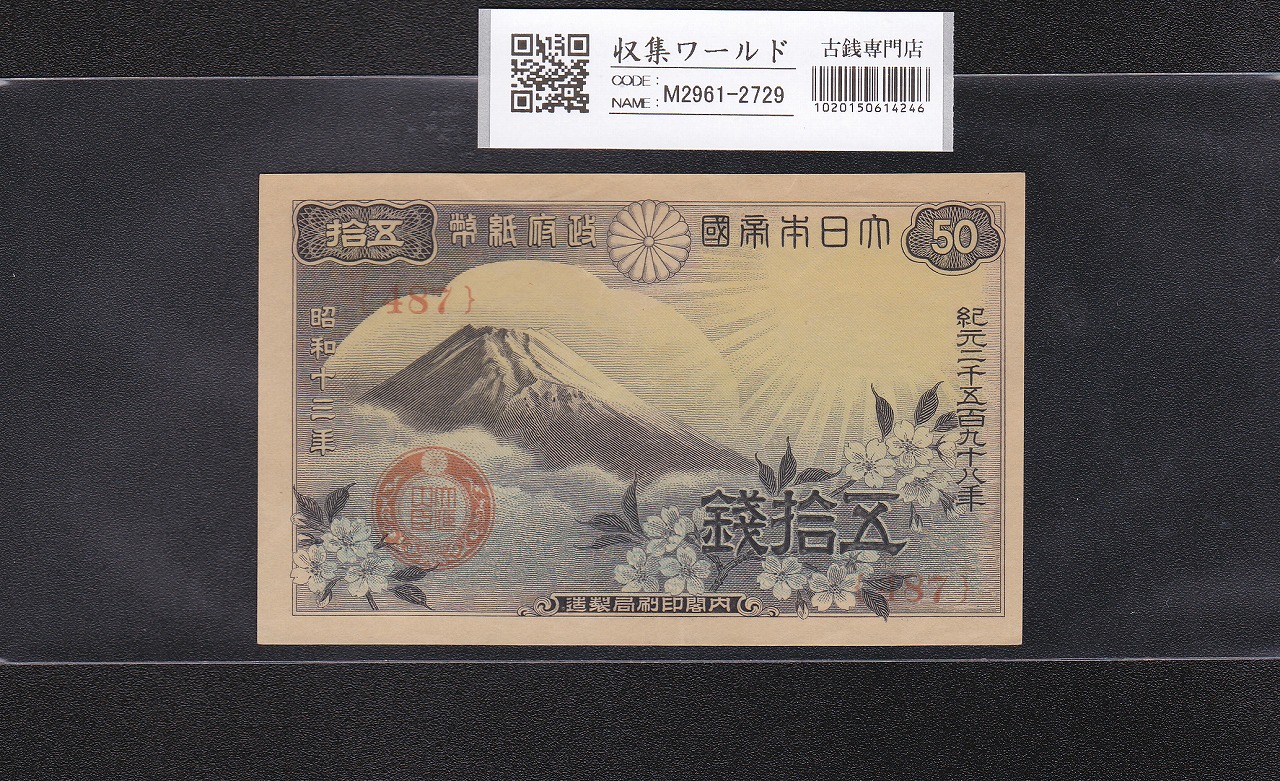 収集ワールド
古銭専門店
CODE :
NAME :
M2961-2729
1020150614246
大日本帝國
政府紙幣
五拾
50
{487}
昭和十三年
紀元二千五百九十八年
五拾錢
{487}
內閣印刷局製造